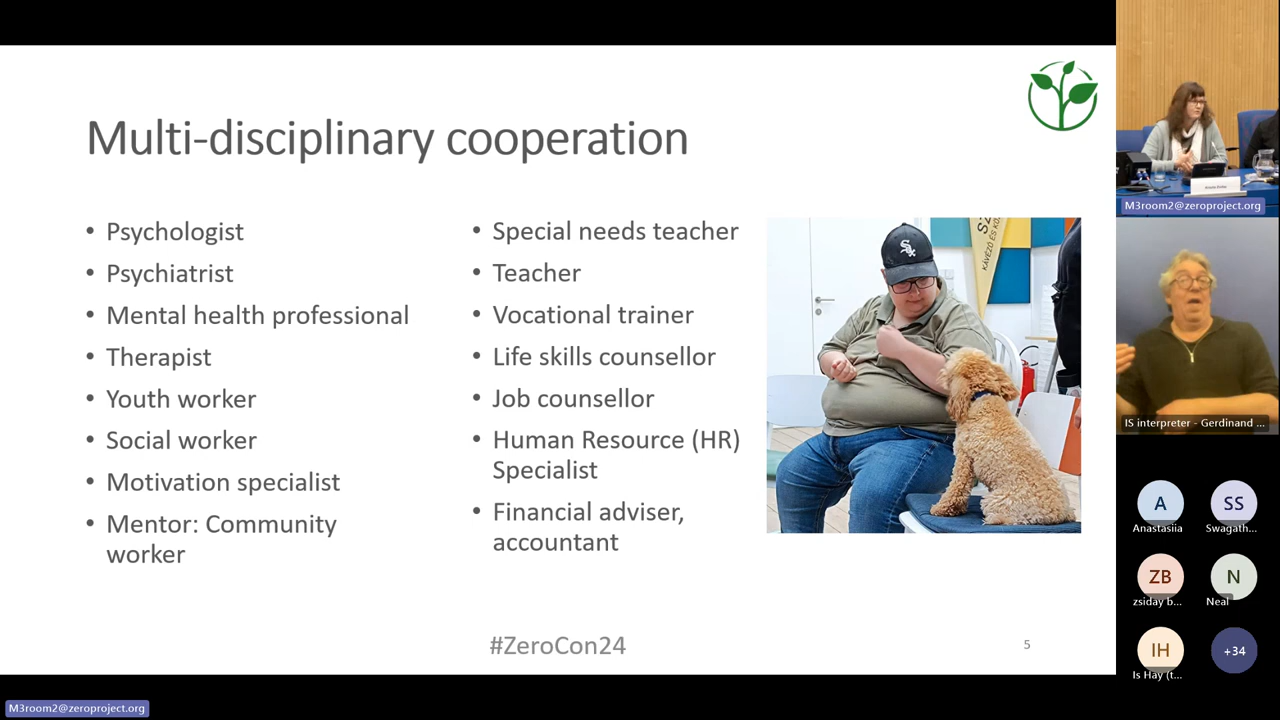 Multi-disciplinary cooperation
• Psychologist
• Psychiatrist
• Mental health professional
• Therapist
• Youth worker
• Social worker
• Motivation specialist
• Mentor: Community
worker
• Special needs teacher
• Teacher
• Vocational trainer
• Life skills counsellor
• Job counsellor
• Human Resource (HR)
Specialist
• Financial adviser,
accountant
KÁVÉZÓ ÉS
#ZeroCon24
5
M3room2@zeroproject.org
IS interpreter - Gerdinand ...
A
Anastasiia
SS
Swagath...
ZB
zsiday b...
N
Neal
IH
Is Hay (t...
+34
M3room2@zeroproject.org